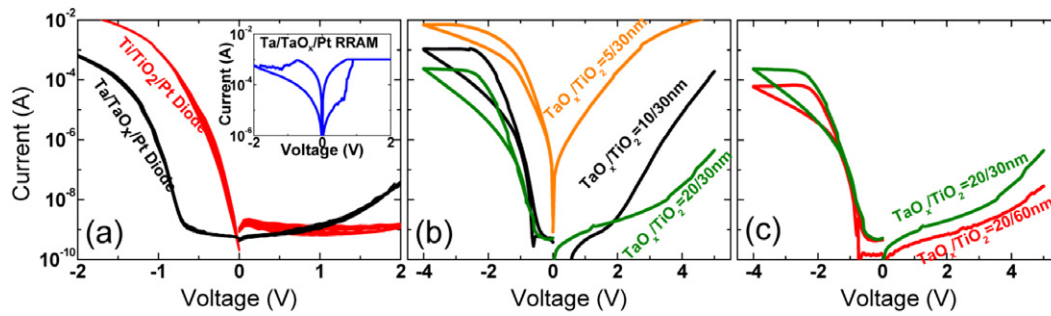 Current (A)
10⁻²
10⁻⁴
10⁻⁶
10⁻⁸
10⁻¹⁰
Ti/TiO₂/Pt Diode
Ta/TaOₓ/Pt Diode
Ta/TaOₓ/Pt RRAM
Current (A)
10⁻³
10⁻⁶
-2 0 2
Voltage (V)
(a)
-2 -1 0 1 2
Voltage (V)
TaOₓ/TiO₂=5/30nm
TaOₓ/TiO₂=10/30nm
TaOₓ/TiO₂=20/30nm
(b)
-4 -2 0 2 4
Voltage (V)
TaOₓ/TiO₂=20/30nm
TaOₓ/TiO₂=20/60nm
(c)
-4 -2 0 2 4
Voltage (V)